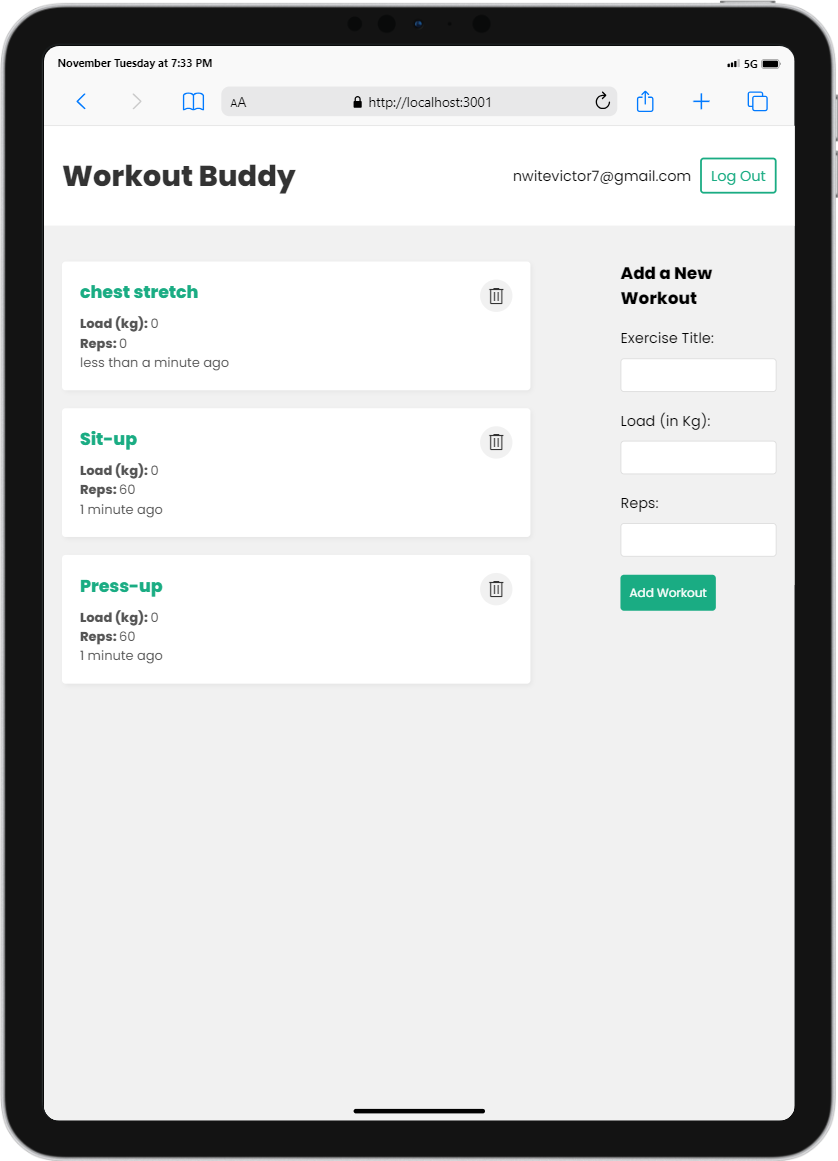 November Tuesday at 7:33 PM
5G
AA
http://localhost:3001
Workout Buddy
nwitevictor7@gmail.com
Log Out
chest stretch
Load (kg): 0
Reps: 0
less than a minute ago
Sit-up
Load (kg): 0
Reps: 60
1 minute ago
Press-up
Load (kg): 0
Reps: 60
1 minute ago
Add a New
Workout
Exercise Title:
Load (in Kg):
Reps:
Add Workout